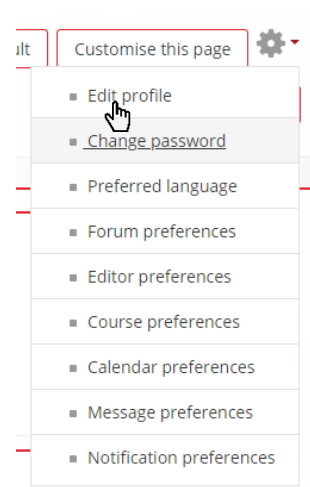 ult Customise this page
Edit profile
Change password
Preferred language
Forum preferences
Editor preferences
Course preferences
Calendar preferences
Message preferences
Notification preferences